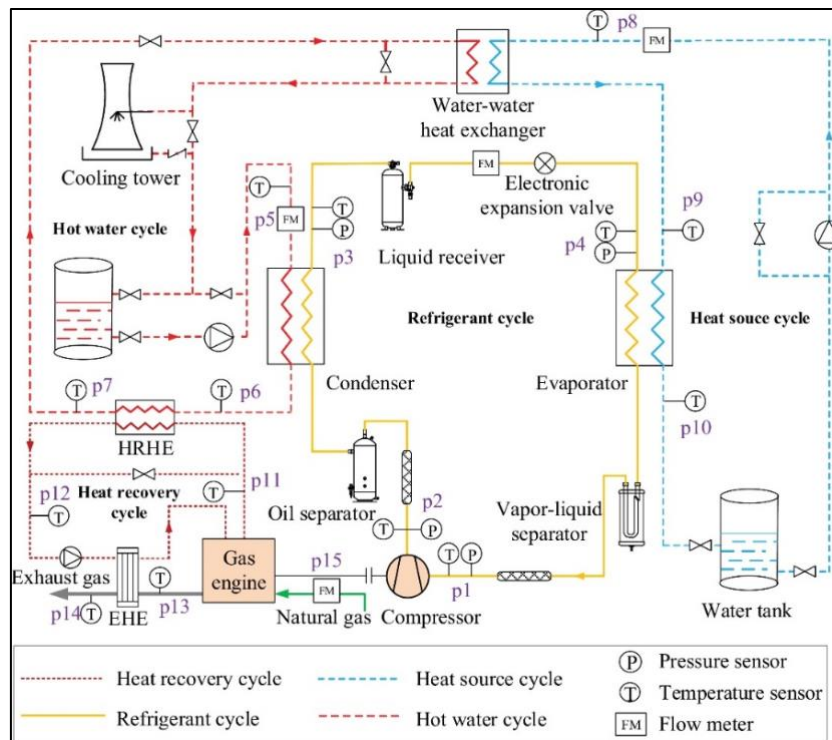 T
p8
FM
Water-water
heat exchanger
Cooling tower
Hot water cycle
T
p5
FM
T
P
p3
Liquid receiver
FM
Electronic
expansion valve
p9
T
p4
T
P
Refrigerant cycle
Heat souce cycle
Condenser
Evaporator
p7
T
T
p6
HRHE
T
p10
p12
T
Heat recovery
cycle
T
p11
Oil separator
p2
T
P
Vapor-liquid
separator
Exhaust gas
p14
T
EHE
T
p13
Gas
engine
p15
FM
Natural gas
Compressor
T
P
p1
Water tank
Heat recovery cycle
Heat source cycle
P
Pressure sensor
T
Temperature sensor
Refrigerant cycle
Hot water cycle
FM
Flow meter